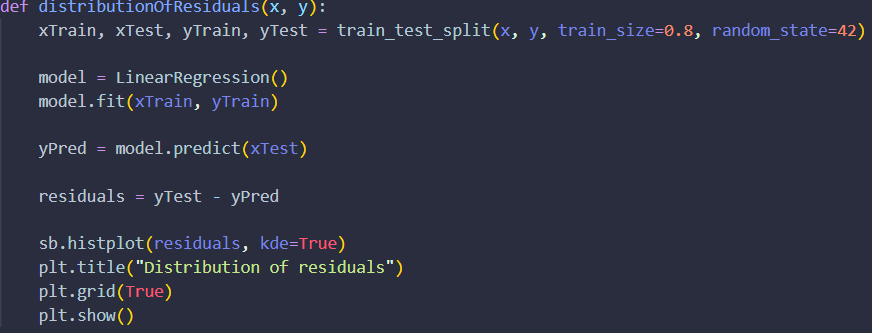 def distributionOfResiduals(x, y):
xTrain, xTest, yTrain, yTest = train_test_split(x, y, train_size=0.8, random_state=42)
model = LinearRegression()
model.fit(xTrain, yTrain)
yPred = model.predict(xTest)
residuals = yTest - yPred
sb.histplot(residuals, kde=True)
plt.title("Distribution of residuals")
plt.grid(True)
plt.show()